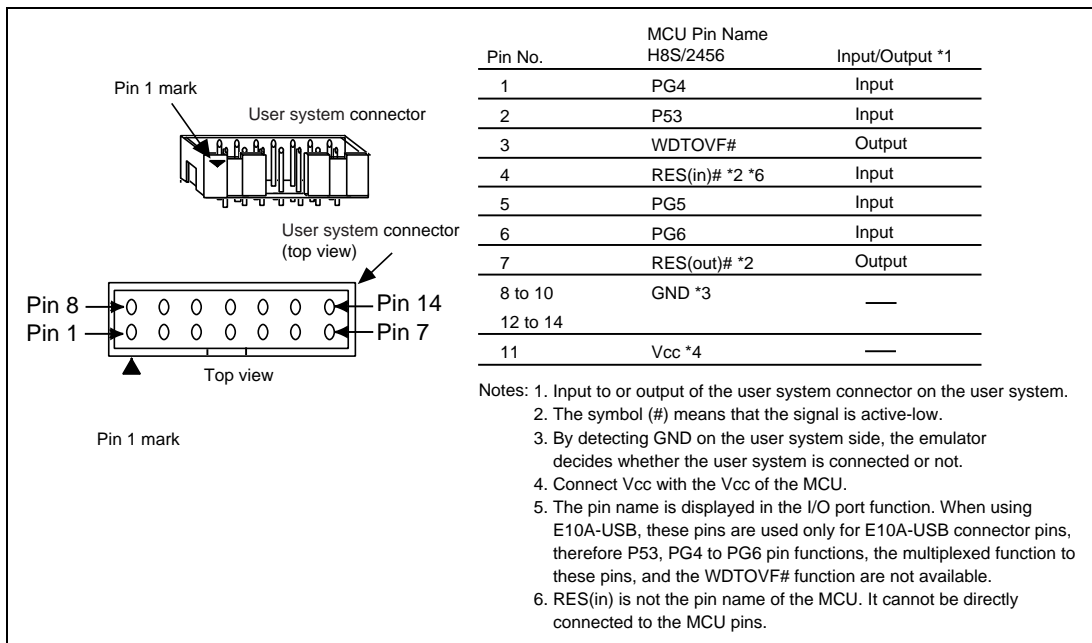 Pin 1 mark
User system connector
User system connector
(top view)
Pin 8
Pin 14
Pin 1
Pin 7
Top view
Pin 1 mark
Pin No. MCU Pin Name H8S/2456 Input/Output *1
1 PG4 Input
2 P53 Input
3 WDTOVF# Output
4 RES(in)# *2 *6 Input
5 PG5 Input
6 PG6 Input
7 RES(out)# *2 Output
8 to 10 GND *3 —
12 to 14
11 Vcc *4 —
Notes: 1. Input to or output of the user system connector on the user system.
2. The symbol (#) means that the signal is active-low.
3. By detecting GND on the user system side, the emulator
decides whether the user system is connected or not.
4. Connect Vcc with the Vcc of the MCU.
5. The pin name is displayed in the I/O port function. When using
E10A-USB, these pins are used only for E10A-USB connector pins,
therefore P53, PG4 to PG6 pin functions, the multiplexed function to
these pins, and the WDTOVF# function are not available.
6. RES(in) is not the pin name of the MCU. It cannot be directly
connected to the MCU pins.